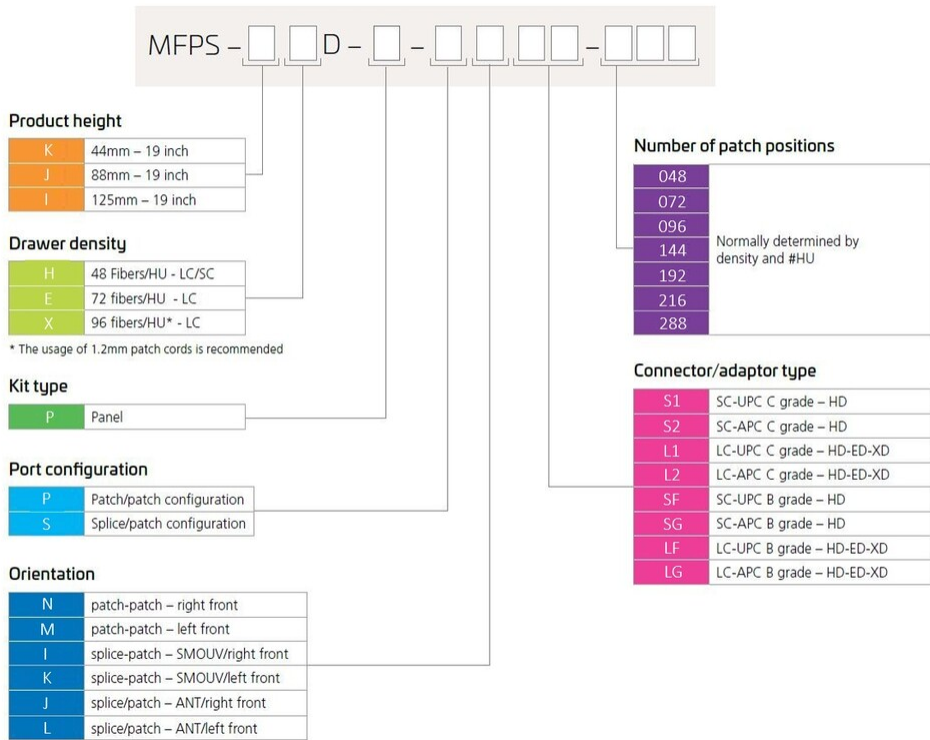 MFPS – D – – –
Product height
K 44mm – 19 inch
J 88mm – 19 inch
I 125mm – 19 inch
Drawer density
H 48 Fibers/HU - LC/SC
E 72 fibers/HU - LC
X 96 fibers/HU* - LC
* The usage of 1.2mm patch cords is recommended
Kit type
P Panel
Port configuration
P Patch/patch configuration
S Splice/patch configuration
Orientation
N patch-patch – right front
M patch-patch – left front
I splice-patch – SMOUV/right front
K splice-patch – SMOUV/left front
J splice/patch – ANT/right front
L splice/patch – ANT/left front
Number of patch positions
048
072
096
144
192
216
288
Normally determined by
density and #HU
Connector/adaptor type
S1 SC-UPC C grade – HD
S2 SC-APC C grade – HD
L1 LC-UPC C grade – HD-ED-XD
L2 LC-APC C grade – HD-ED-XD
SF SC-UPC B grade – HD
SG SC-APC B grade – HD
LF LC-UPC B grade – HD-ED-XD
LG LC-APC B grade – HD-ED-XD